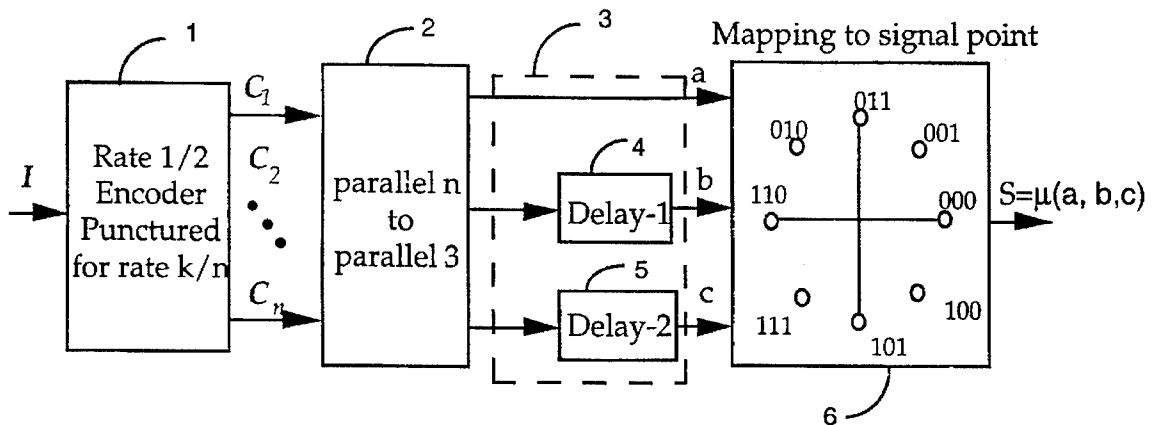 1
2
3
Mapping to signal point
I
Rate 1/2
Encoder
Punctured
for rate k/n
C1
C2
Cn
parallel n
to
parallel 3
a
4
Delay-1
b
5
Delay-2
c
011
010
001
110
000
111
100
101
S=μ(a, b,c)
6